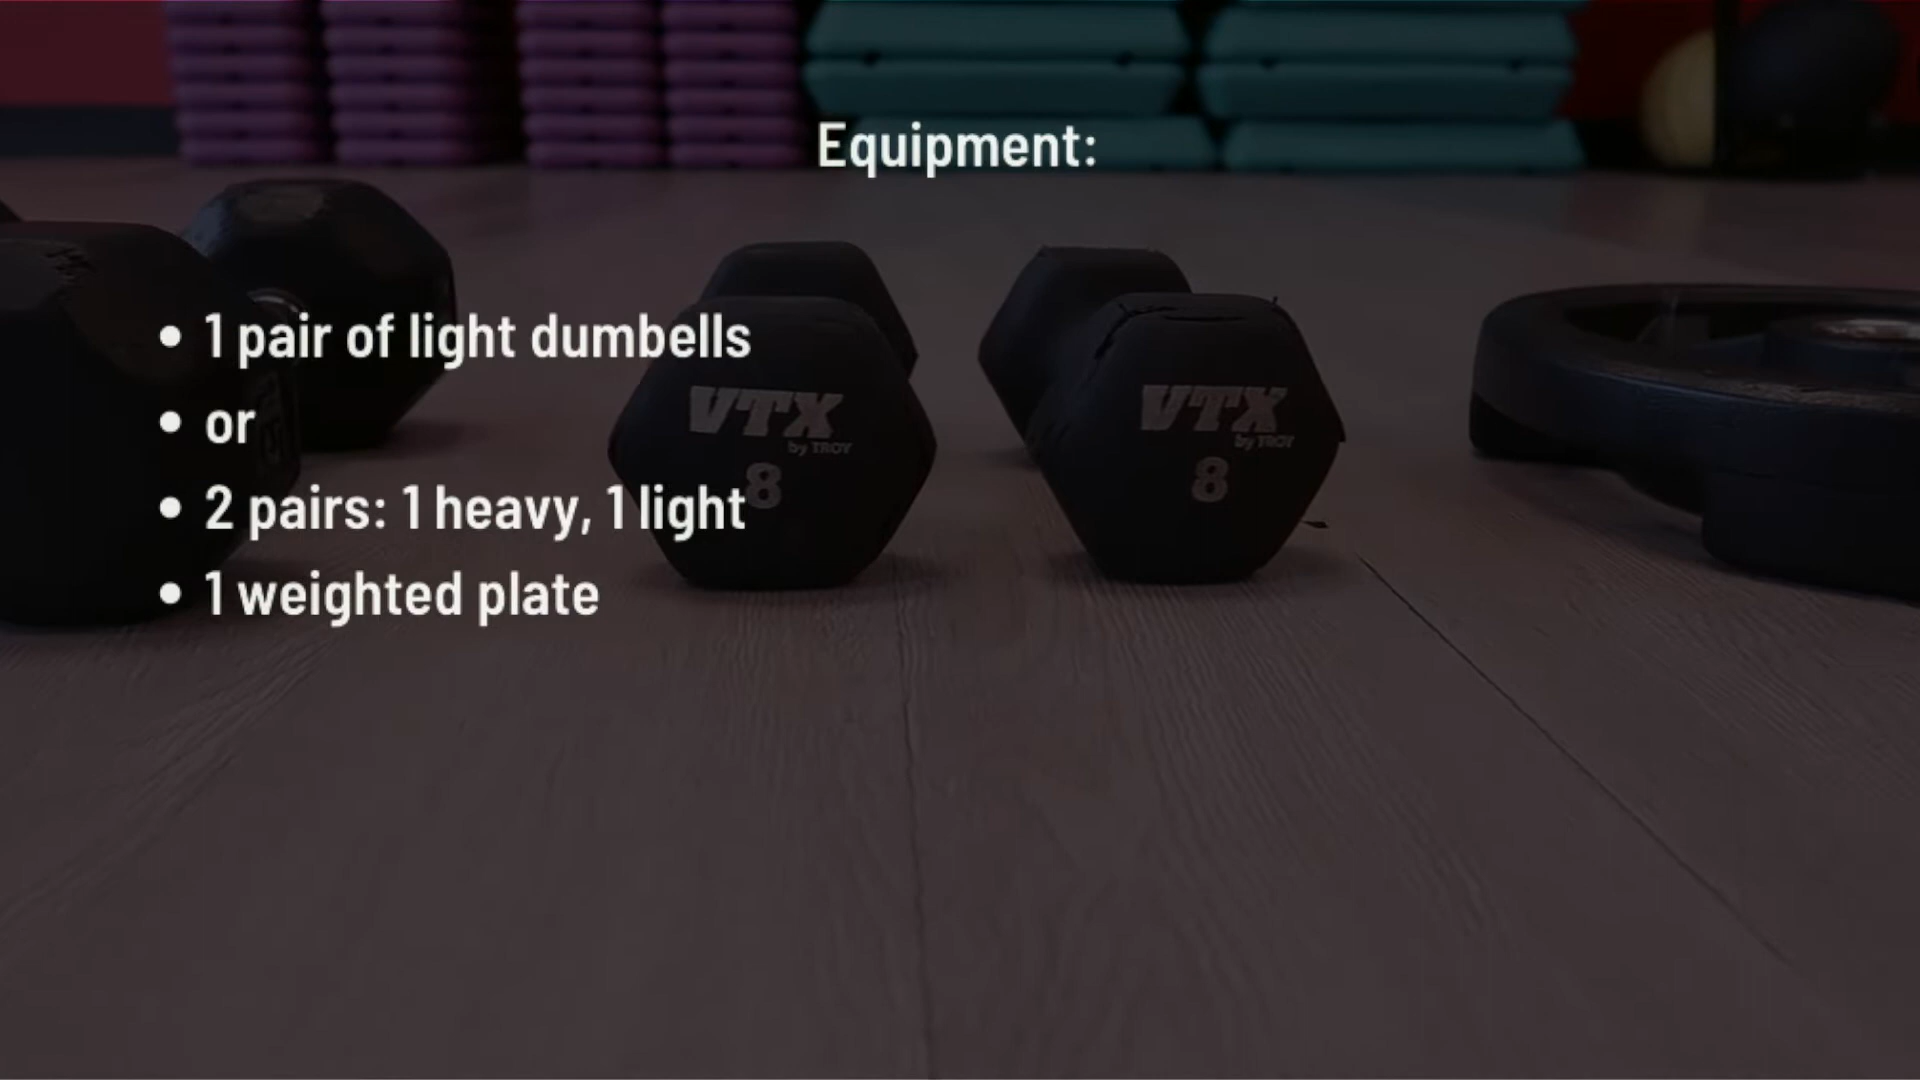 Equipment:
• 1 pair of light dumbells
• or
• 2 pairs: 1 heavy, 1 light
• 1 weighted plate
VTX
by TROY
8
VTX
by TROY
8